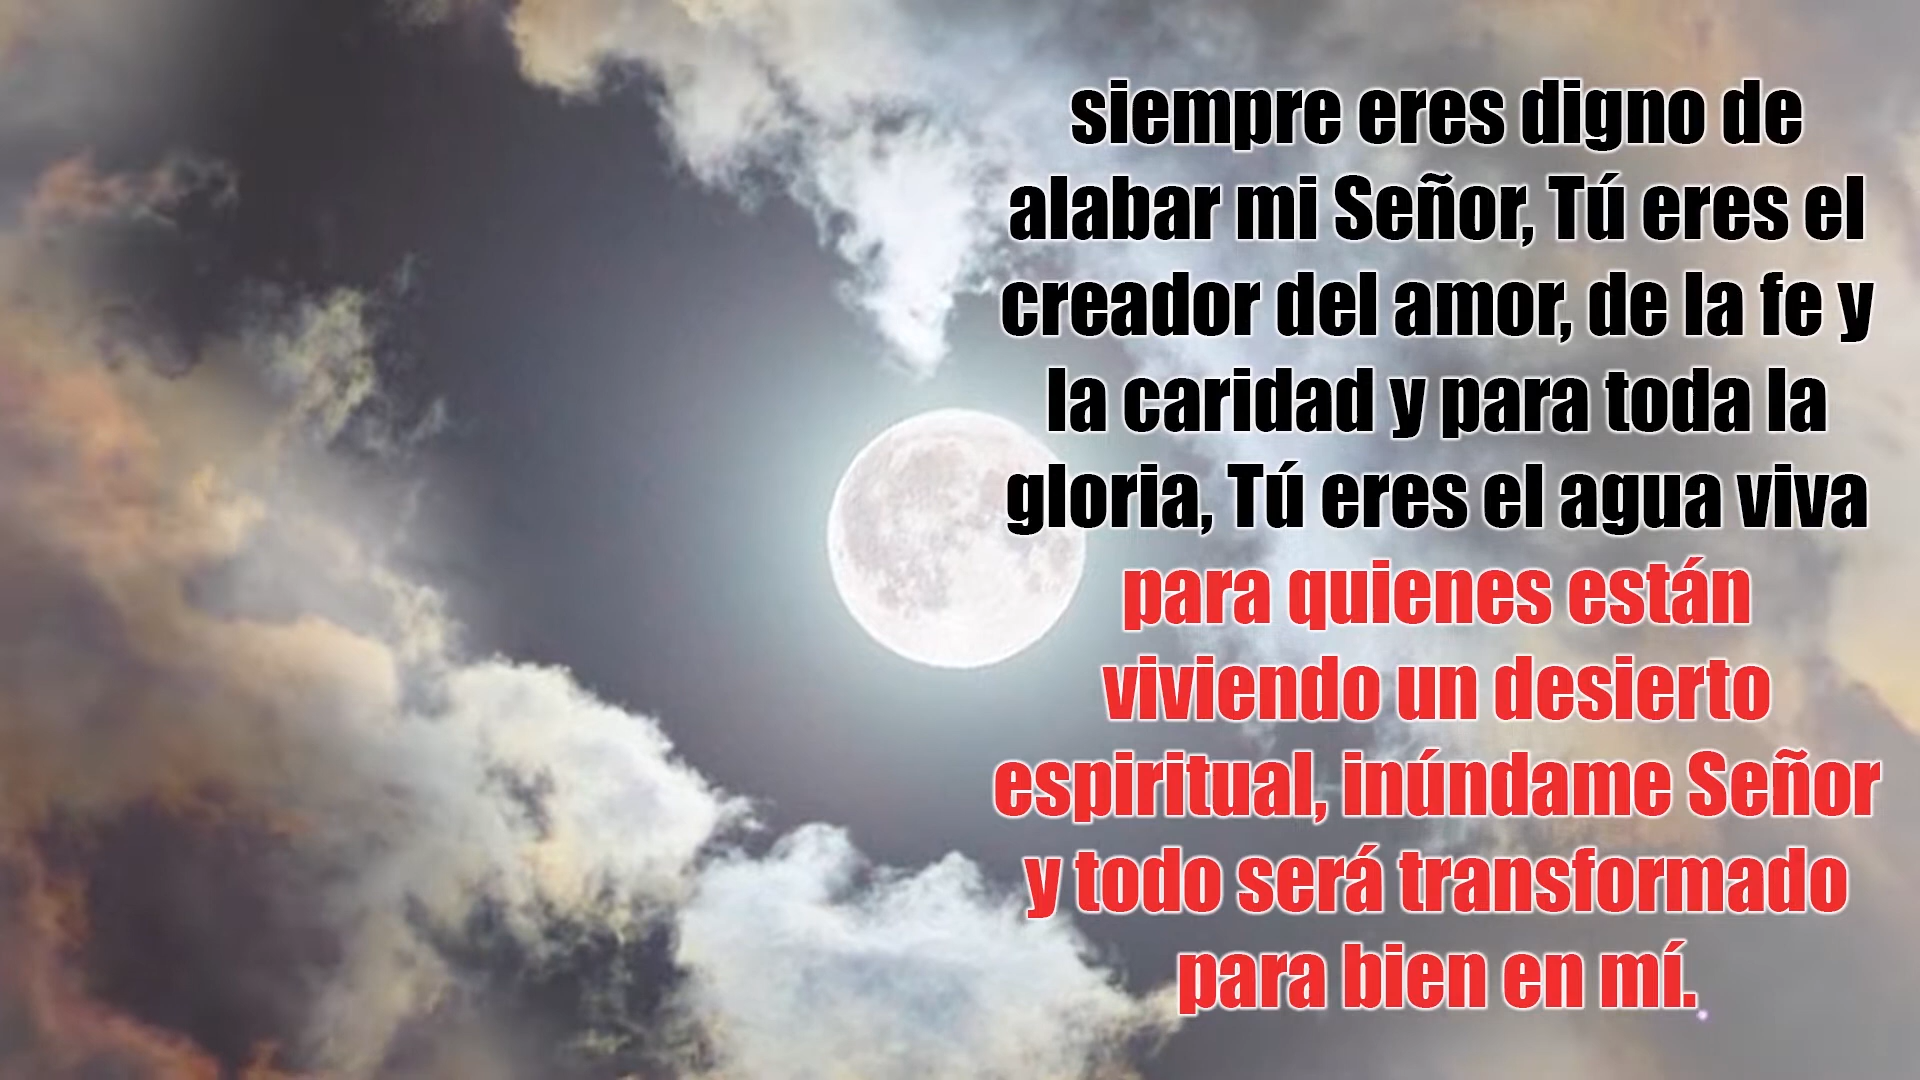 siempre eres digno de
alabar mi Señor, Tú eres el
creador del amor, de la fe y
la caridad y para toda la
gloria, Tú eres el agua viva
para quienes están
viviendo un desierto
espiritual, inúndame Señor
y todo será transformado
para bien en mí.